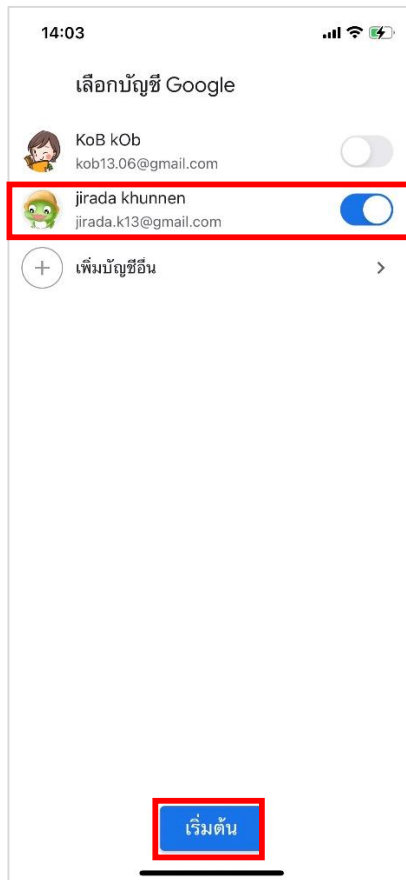 14:03
เลือกบัญชี Google
KoB kOb
kob13.06@gmail.com
jirada khunnen
jirada.k13@gmail.com
เพิ่มบัญชีอื่น
เริ่มต้น